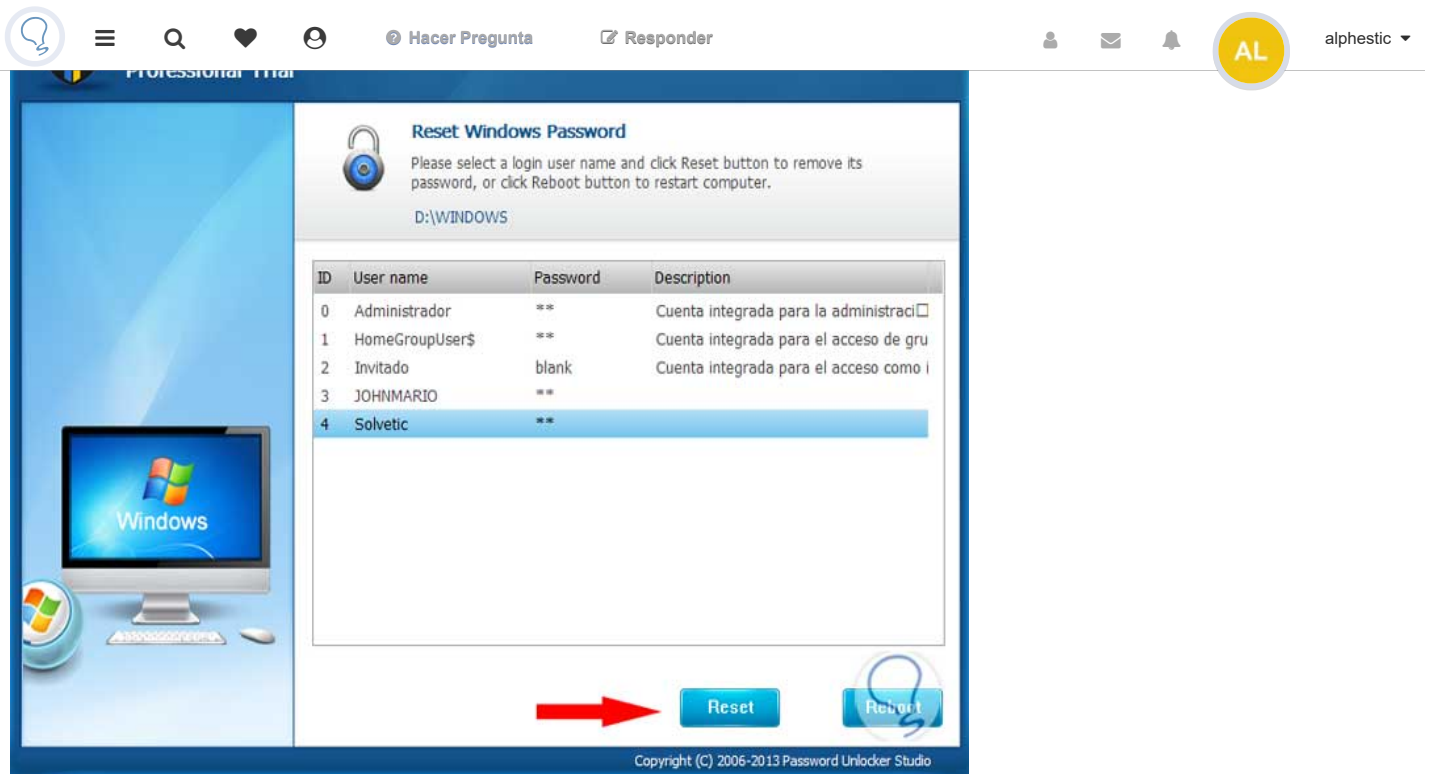 Hacer Pregunta
Responder
AL
alphestic
Professional Trial
Reset Windows Password
Please select a login user name and click Reset button to remove its
password, or click Reboot button to restart computer.
D:\WINDOWS
ID User name Password Description
0 Administrador ** Cuenta integrada para la administraci□
1 HomeGroupUser$ ** Cuenta integrada para el acceso de gru
2 Invitado blank Cuenta integrada para el acceso como i
3 JOHNMARIO **
4 Solvetic **
Windows
Reset
Reboot
Copyright (C) 2006-2013 Password Unlocker Studio